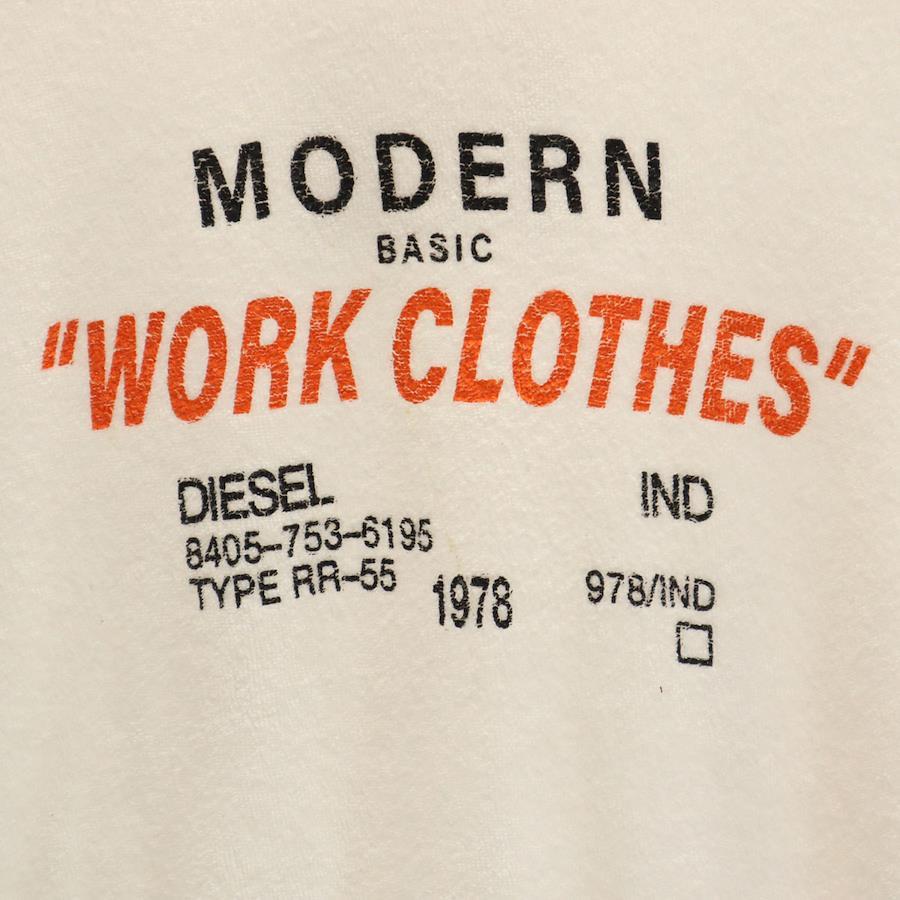 MODERN
BASIC
"WORK CLOTHES"
DIESEL IND
8405-753-6195
TYPE RR-55 1978 978/IND